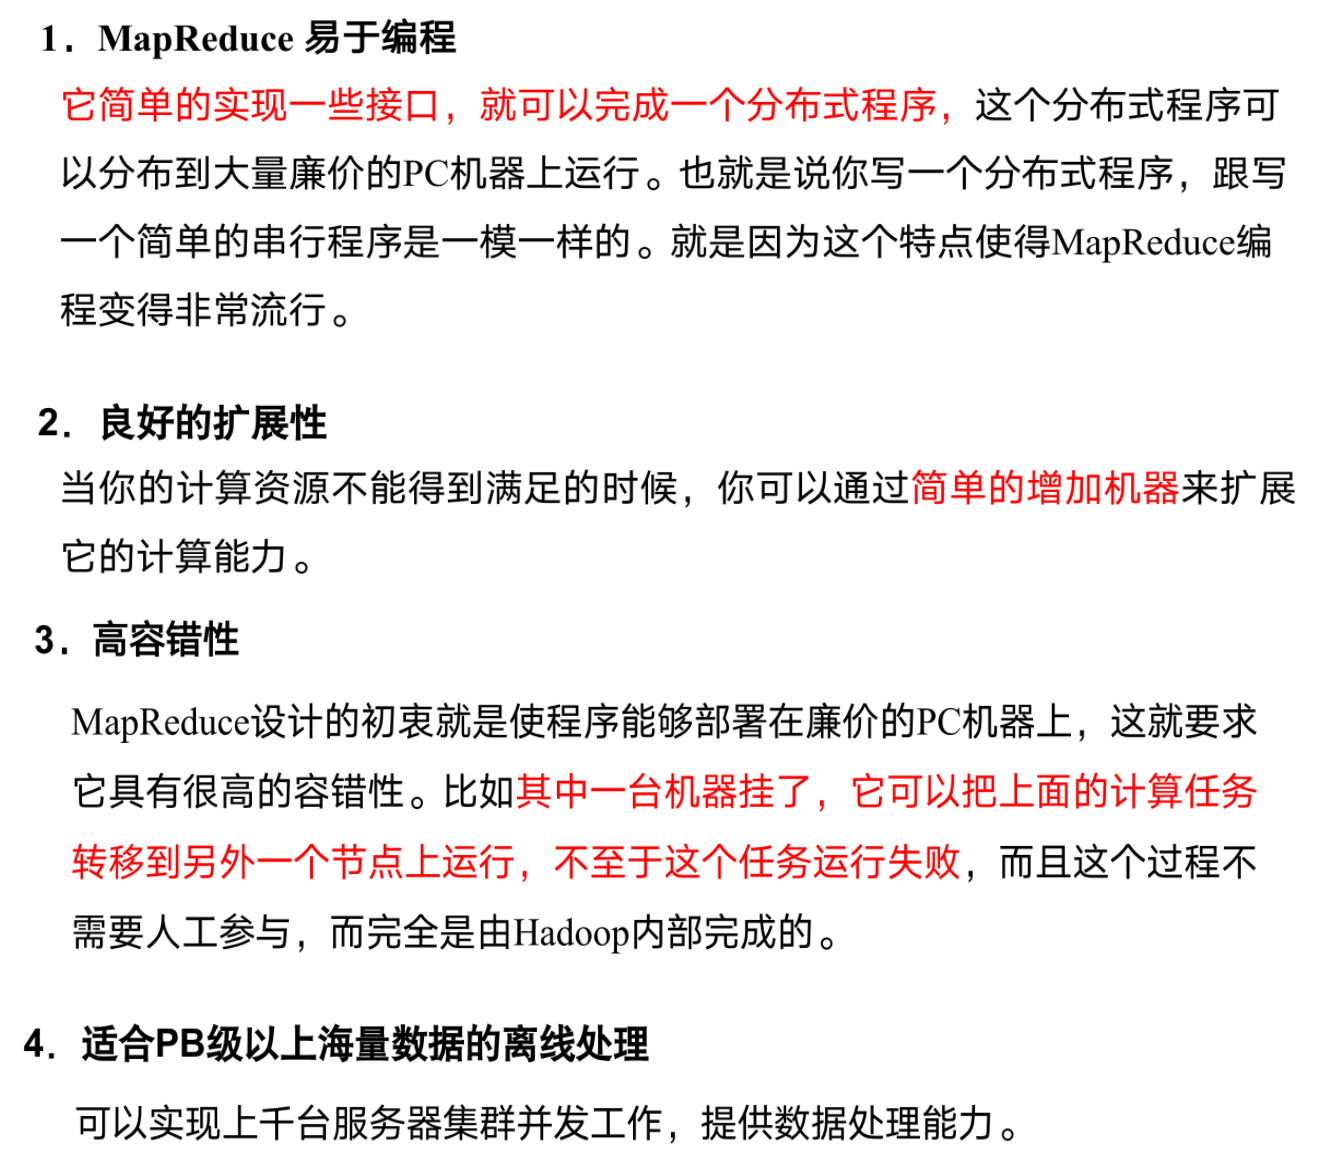 1．MapReduce 易于编程
它简单的实现一些接口，就可以完成一个分布式程序，这个分布式程序可
以分布到大量廉价的PC机器上运行。也就是说你写一个分布式程序，跟写
一个简单的串行程序是一模一样的。就是因为这个特点使得MapReduce编
程变得非常流行。
2．良好的扩展性
当你的计算资源不能得到满足的时候，你可以通过简单的增加机器来扩展
它的计算能力。
3．高容错性
MapReduce设计的初衷就是使程序能够部署在廉价的PC机器上，这就要求
它具有很高的容错性。比如其中一台机器挂了，它可以把上面的计算任务
转移到另外一个节点上运行，不至于这个任务运行失败，而且这个过程不
需要人工参与，而完全是由Hadoop内部完成的。
4．适合PB级以上海量数据的离线处理
可以实现上千台服务器集群并发工作，提供数据处理能力。